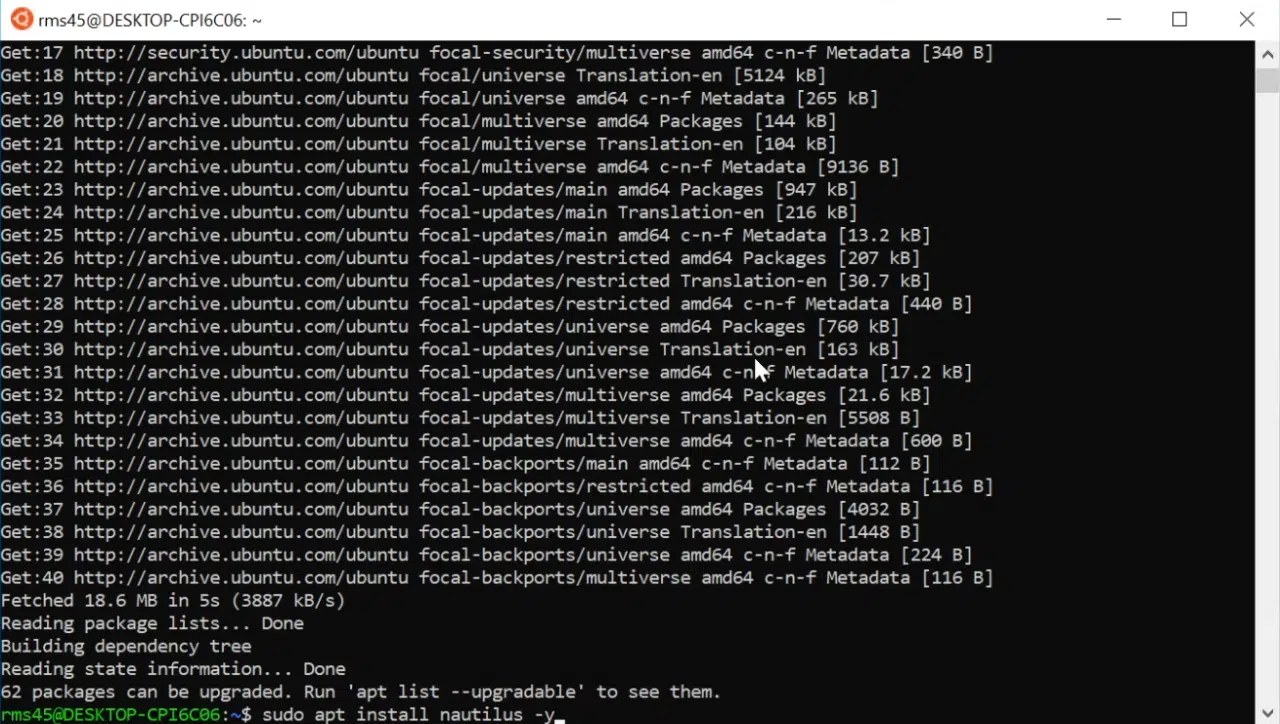 rms45@DESKTOP-CPI6C06: ~
Get:17 http://security.ubuntu.com/ubuntu focal-security/multiverse amd64 c-n-f Metadata [340 B]
Get:18 http://archive.ubuntu.com/ubuntu focal/universe Translation-en [5124 kB]
Get:19 http://archive.ubuntu.com/ubuntu focal/universe amd64 c-n-f Metadata [265 kB]
Get:20 http://archive.ubuntu.com/ubuntu focal/multiverse amd64 Packages [144 kB]
Get:21 http://archive.ubuntu.com/ubuntu focal/multiverse Translation-en [104 kB]
Get:22 http://archive.ubuntu.com/ubuntu focal/multiverse amd64 c-n-f Metadata [9136 B]
Get:23 http://archive.ubuntu.com/ubuntu focal-updates/main amd64 Packages [947 kB]
Get:24 http://archive.ubuntu.com/ubuntu focal-updates/main Translation-en [216 kB]
Get:25 http://archive.ubuntu.com/ubuntu focal-updates/main amd64 c-n-f Metadata [13.2 kB]
Get:26 http://archive.ubuntu.com/ubuntu focal-updates/restricted amd64 Packages [207 kB]
Get:27 http://archive.ubuntu.com/ubuntu focal-updates/restricted Translation-en [30.7 kB]
Get:28 http://archive.ubuntu.com/ubuntu focal-updates/restricted amd64 c-n-f Metadata [440 B]
Get:29 http://archive.ubuntu.com/ubuntu focal-updates/universe amd64 Packages [760 kB]
Get:30 http://archive.ubuntu.com/ubuntu focal-updates/universe Translation-en [163 kB]
Get:31 http://archive.ubuntu.com/ubuntu focal-updates/universe amd64 c-n-f Metadata [17.2 kB]
Get:32 http://archive.ubuntu.com/ubuntu focal-updates/multiverse amd64 Packages [21.6 kB]
Get:33 http://archive.ubuntu.com/ubuntu focal-updates/multiverse Translation-en [5508 B]
Get:34 http://archive.ubuntu.com/ubuntu focal-updates/multiverse amd64 c-n-f Metadata [600 B]
Get:35 http://archive.ubuntu.com/ubuntu focal-backports/main amd64 c-n-f Metadata [112 B]
Get:36 http://archive.ubuntu.com/ubuntu focal-backports/restricted amd64 c-n-f Metadata [116 B]
Get:37 http://archive.ubuntu.com/ubuntu focal-backports/universe amd64 Packages [4032 B]
Get:38 http://archive.ubuntu.com/ubuntu focal-backports/universe Translation-en [1448 B]
Get:39 http://archive.ubuntu.com/ubuntu focal-backports/universe amd64 c-n-f Metadata [224 B]
Get:40 http://archive.ubuntu.com/ubuntu focal-backports/multiverse amd64 c-n-f Metadata [116 B]
Fetched 18.6 MB in 5s (3887 kB/s)
Reading package lists... Done
Building dependency tree
Reading state information... Done
62 packages can be upgraded. Run 'apt list --upgradable' to see them.
rms45@DESKTOP-CPI6C06:~$ sudo apt install nautilus -y